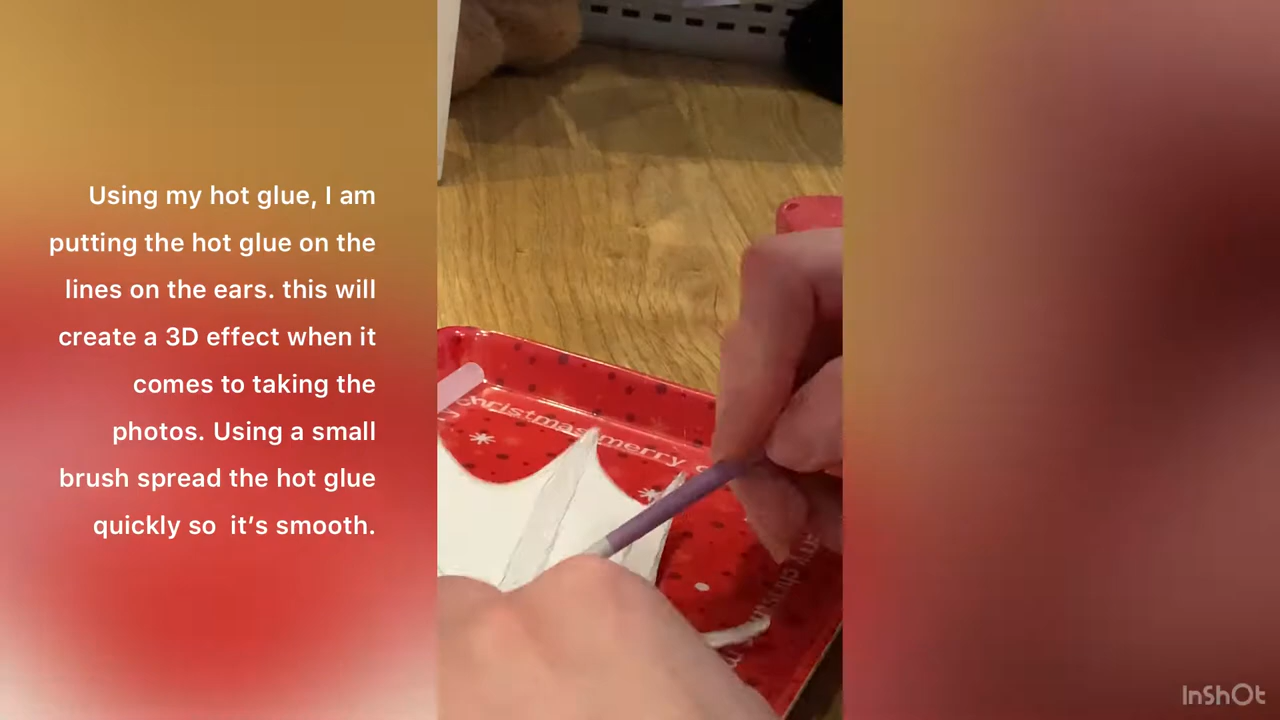 Using my hot glue, I am
putting the hot glue on the
lines on the ears. this will
create a 3D effect when it
comes to taking the
photos. Using a small
brush spread the hot glue
quickly so  it’s smooth.
christmas merry
InShOt